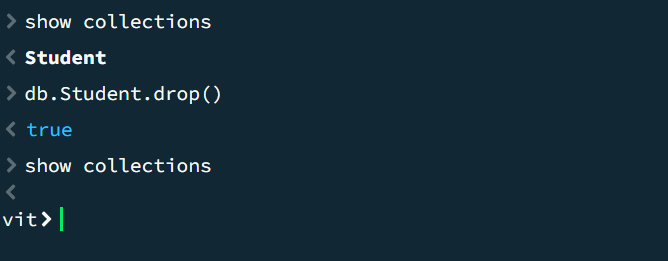 > show collections
< Student
> db.Student.drop()
< true
> show collections
<
vit>